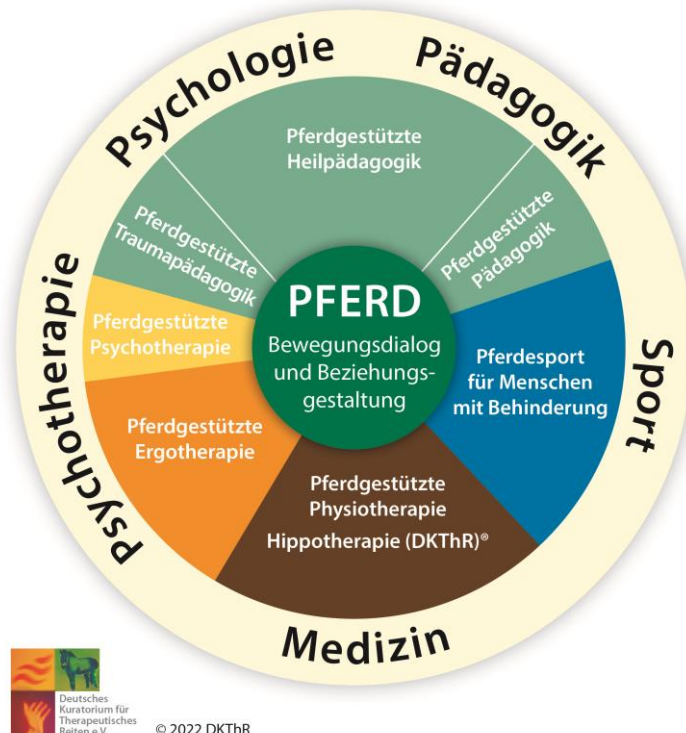 Psychologie
Pädagogik
Pferdgestützte
Heilpädagogik
Pferdgestützte
Traumapädagogik
Pferdgestützte
Pädagogik
PFERD
Bewegungsdialog
und Beziehungs-
gestaltung
Pferdgestützte
Psychotherapie
Pferdesport
für Menschen
mit Behinderung
Psychotherapie
Sport
Pferdgestützte
Ergotherapie
Pferdgestützte
Physiotherapie
Hippotherapie (DKThR)®
Medizin
Deutsches
Kuratorium für
Therapeutisches
Reiten e.V.
© 2022 DKThR